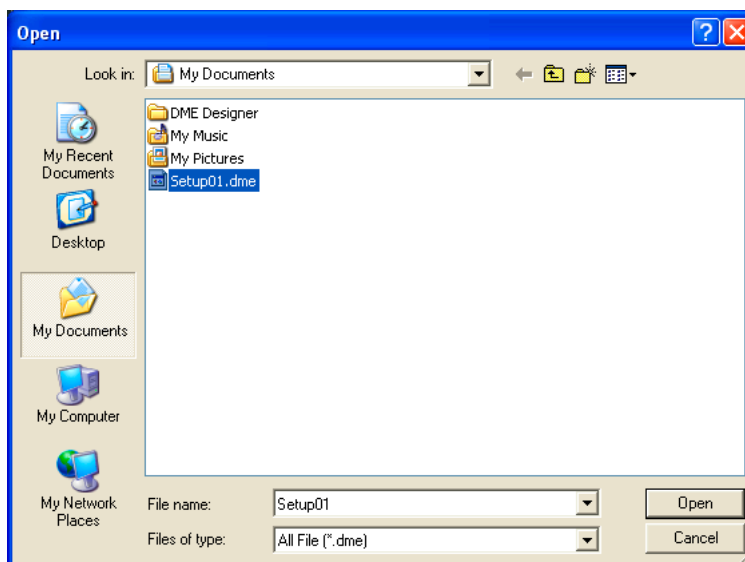 Open
Look in:
My Documents
My Recent
Documents
Desktop
My Documents
My Computer
My Network
Places
DME Designer
My Music
My Pictures
Setup01.dme
File name:
Setup01
Open
Files of type:
All File (*.dme)
Cancel